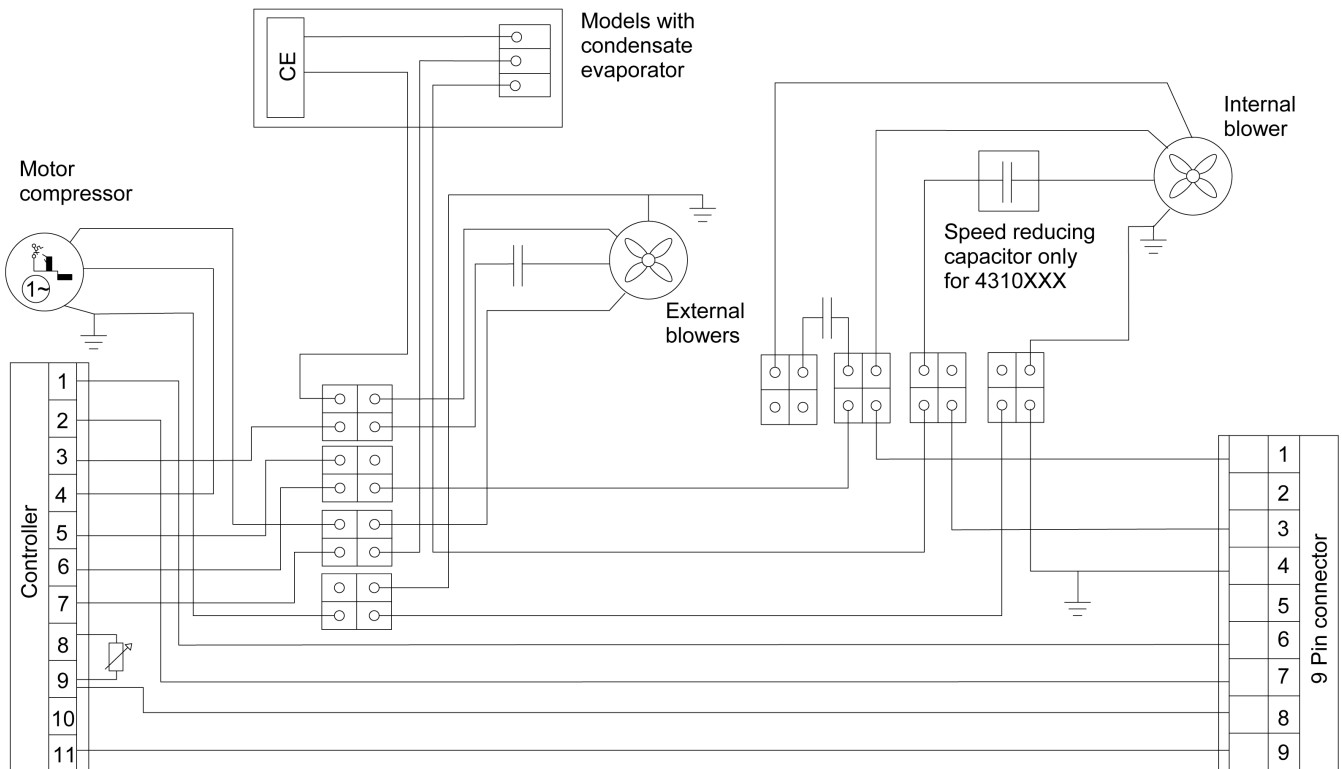 Models with
condensate
evaporator
CE
Internal
blower
Motor
compressor
1~
Speed reducing
capacitor only
for 4310XXX
External
blowers
Controller
1
2
3
4
5
6
7
8
9
10
11
1
2
3
4
5
6
7
8
9
9 Pin connector